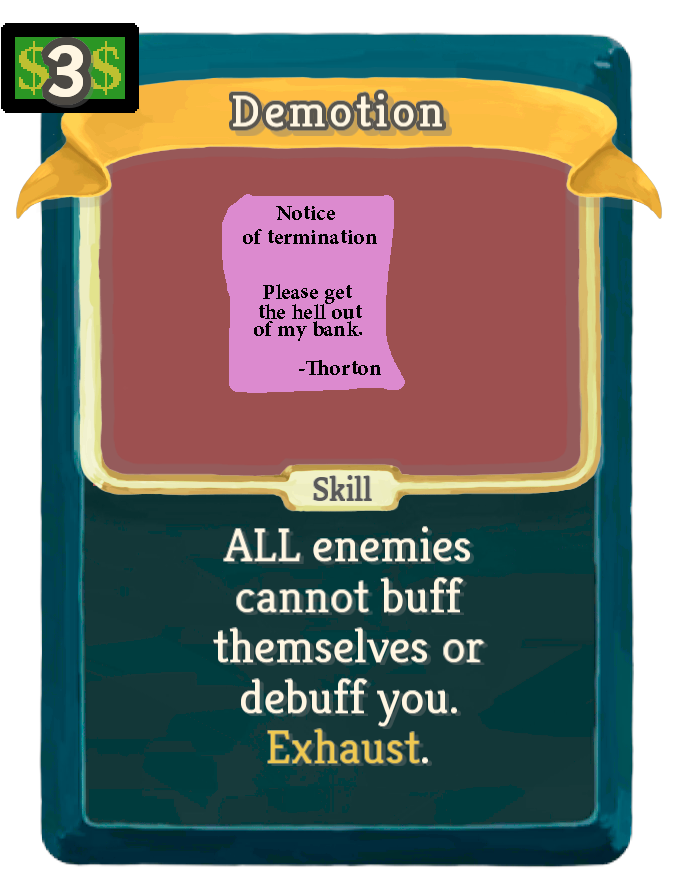 $3$
Demotion
Notice
of termination
Please get
the hell out
of my bank.
-Thorton
Skill
ALL enemies
cannot buff
themselves or
debuff you.
Exhaust.